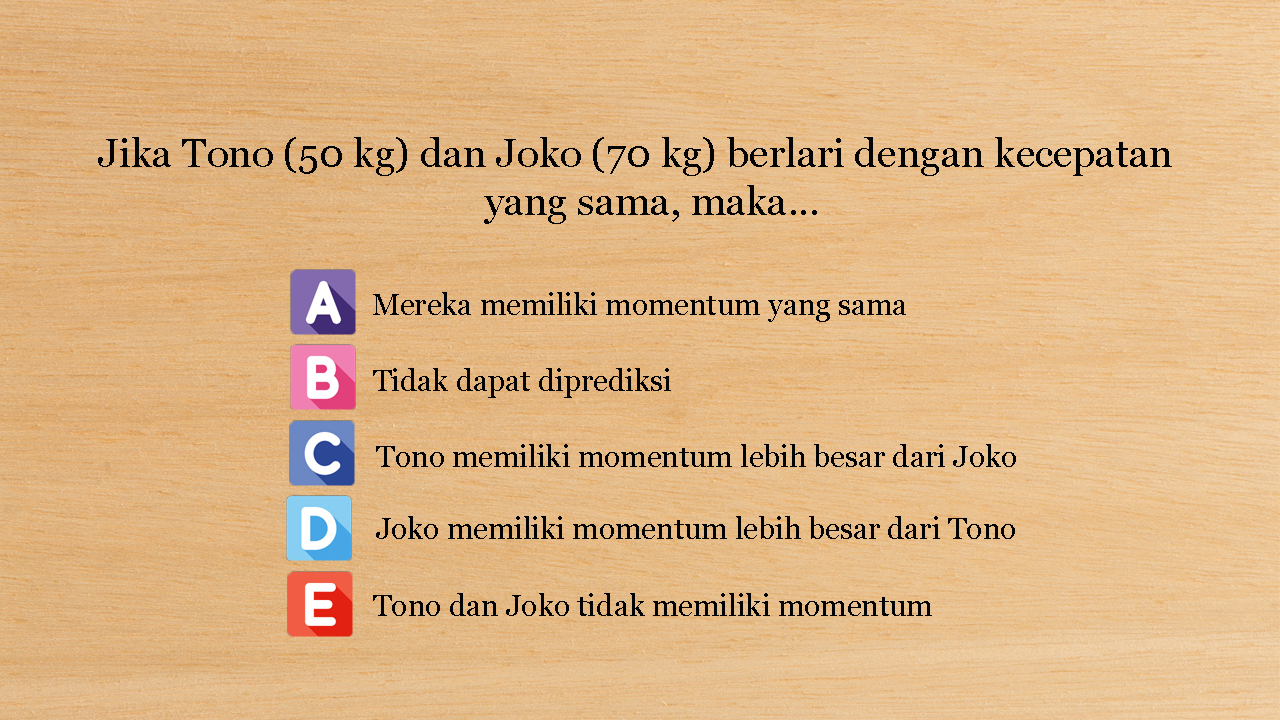 Jika Tono (50 kg) dan Joko (70 kg) berlari dengan kecepatan
yang sama, maka...
A Mereka memiliki momentum yang sama
B Tidak dapat diprediksi
C Tono memiliki momentum lebih besar dari Joko
D Joko memiliki momentum lebih besar dari Tono
E Tono dan Joko tidak memiliki momentum